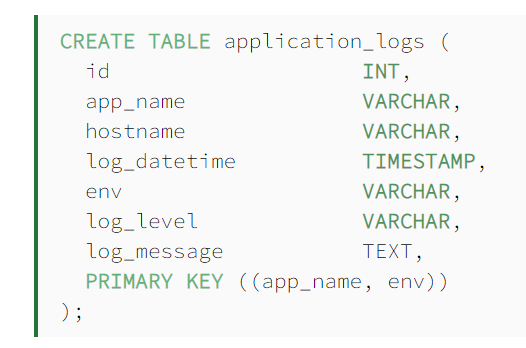 CREATE TABLE application_logs (
  id                    INT,
  app_name              VARCHAR,
  hostname              VARCHAR,
  log_datetime          TIMESTAMP,
  env                   VARCHAR,
  log_level             VARCHAR,
  log_message           TEXT,
  PRIMARY KEY ((app_name, env))
);